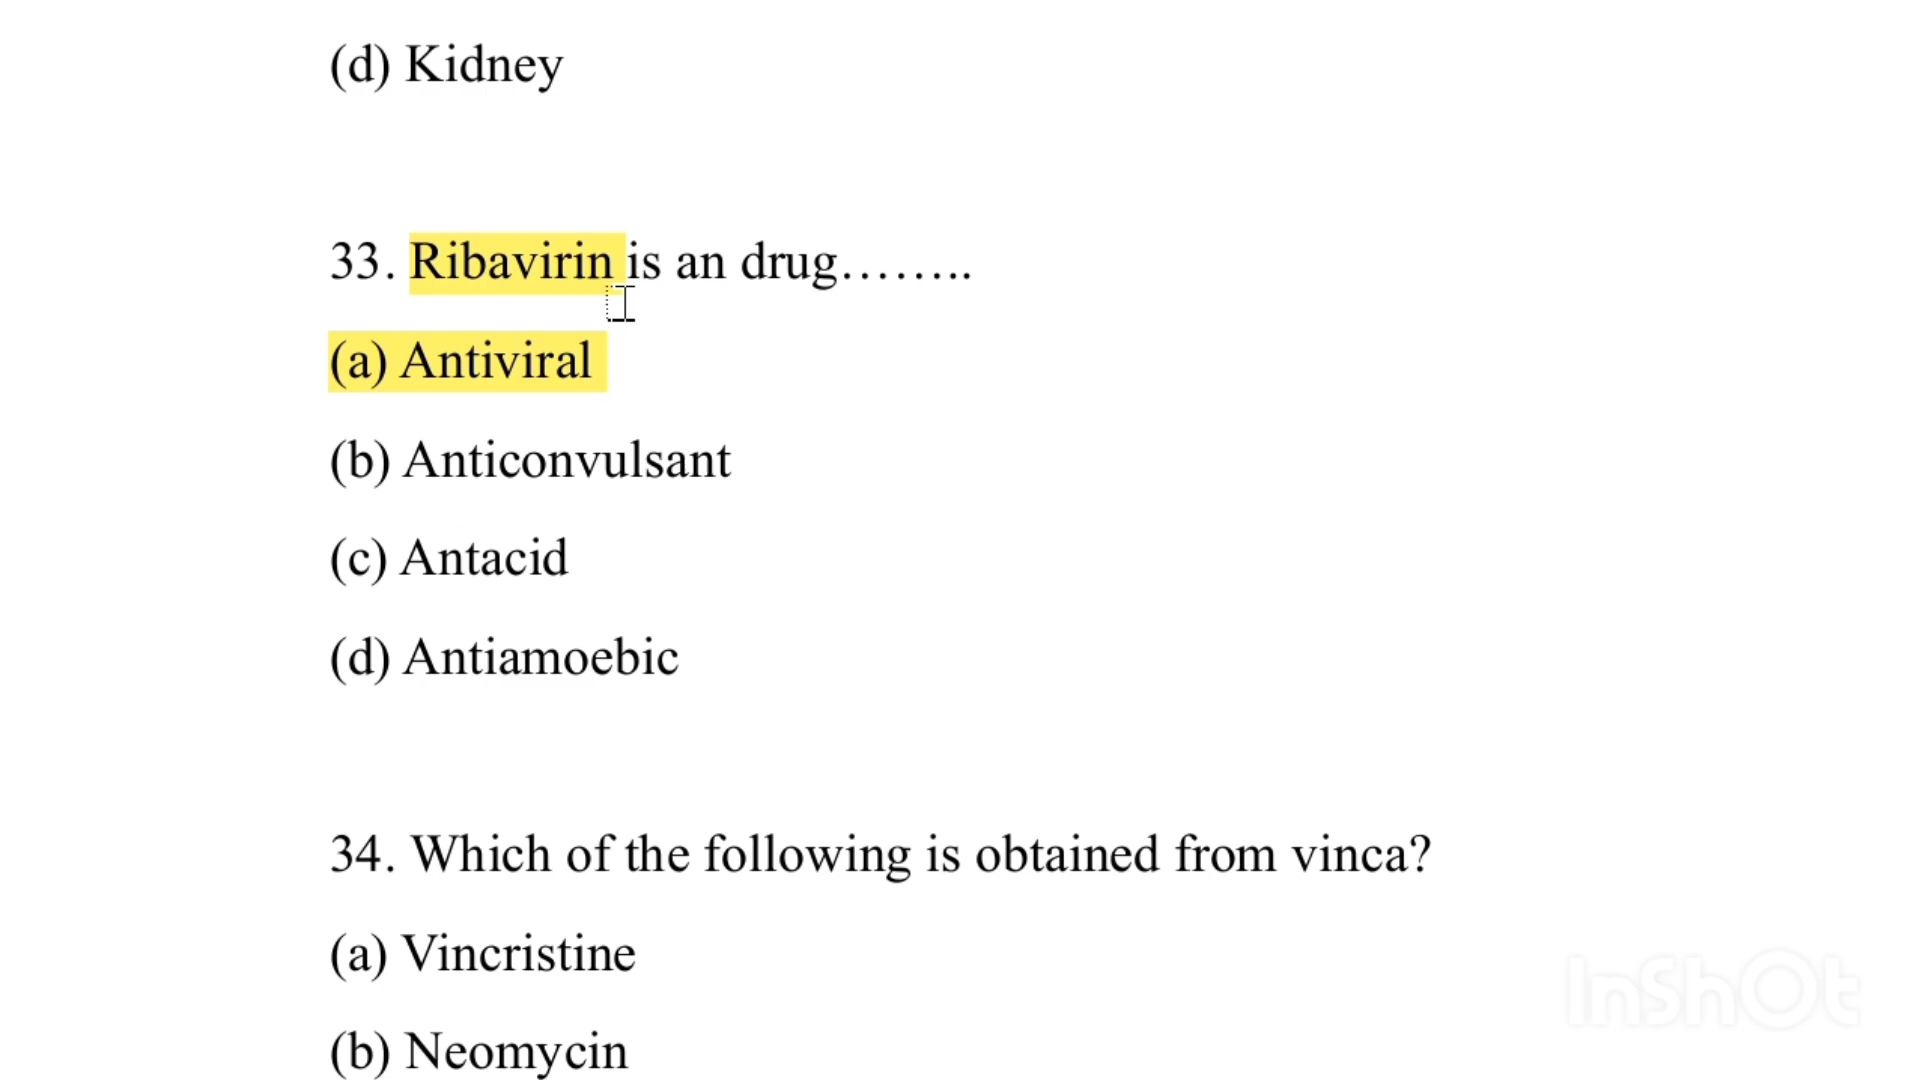 (d) Kidney
33. Ribavirin is an drug........
(a) Antiviral
(b) Anticonvulsant
(c) Antacid
(d) Antiamoebic
34. Which of the following is obtained from vinca?
(a) Vincristine
(b) Neomycin
InShOt